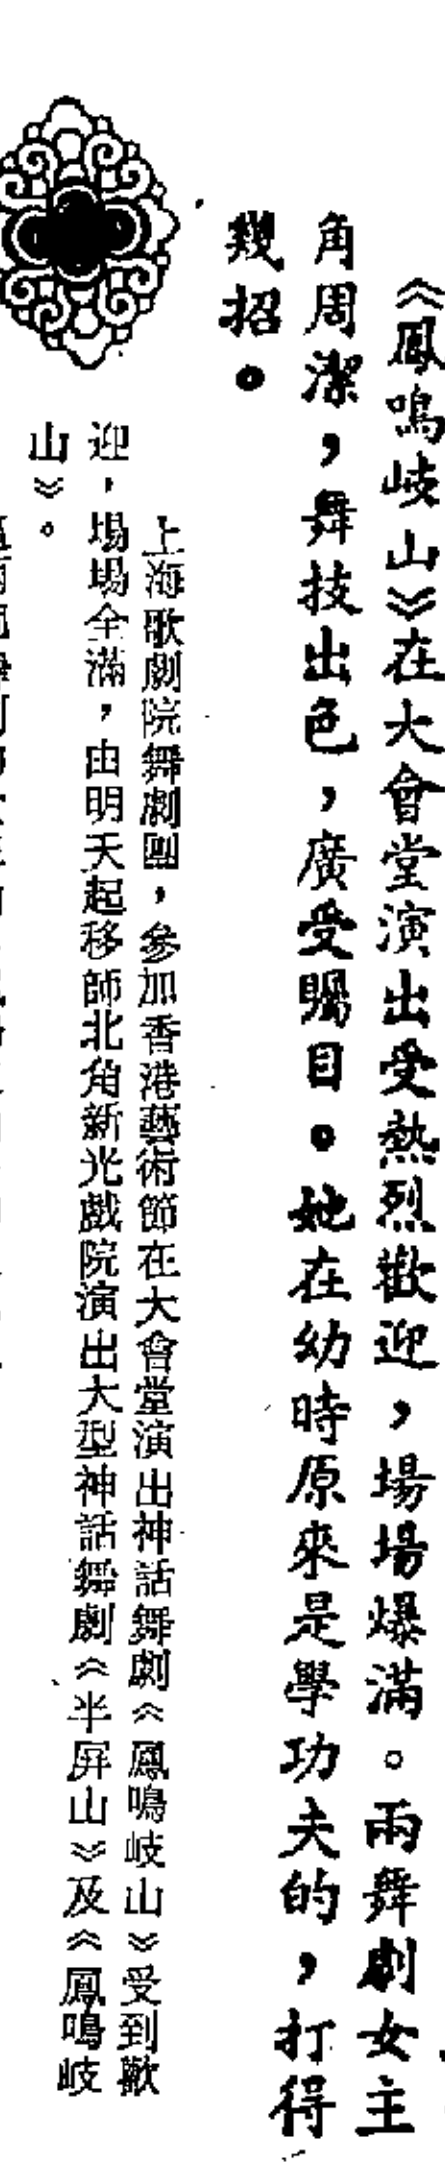 《鳳鳴岐山》在大會堂演出受熱烈歡迎，場場爆滿。兩舞劇女主
角周潔，舞技出色，廣受矚目。她在幼時原來是學功夫的，打得
幾招。
上海歌劇院舞劇團，參加香港藝術節在大會堂演出神話舞劇《鳳鳴岐山》受到歡
迎，場場全滿，由明天起移師北角新光戲院演出大型神話舞劇《半屏山》及《鳳鳴岐
山》。